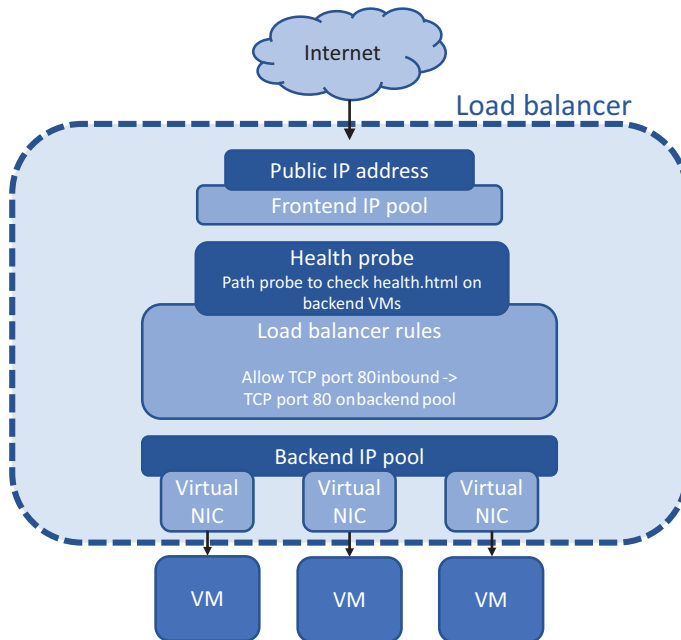 Internet
Load balancer
Public IP address
Frontend IP pool
Health probe
Path probe to check health.html on
backend VMs
Load balancer rules
Allow TCP port 80inbound ->
TCP port 80 onbackend pool
Backend IP pool
Virtual
NIC
Virtual
NIC
Virtual
NIC
VM
VM
VM